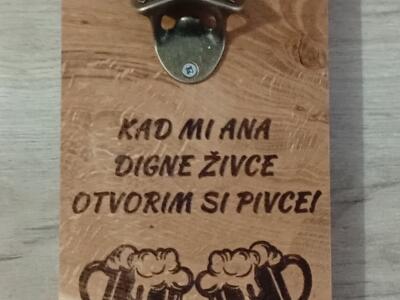 KAD MI ANA
DIGNE ŽIVCE
OTVORIM SI PIVCE!